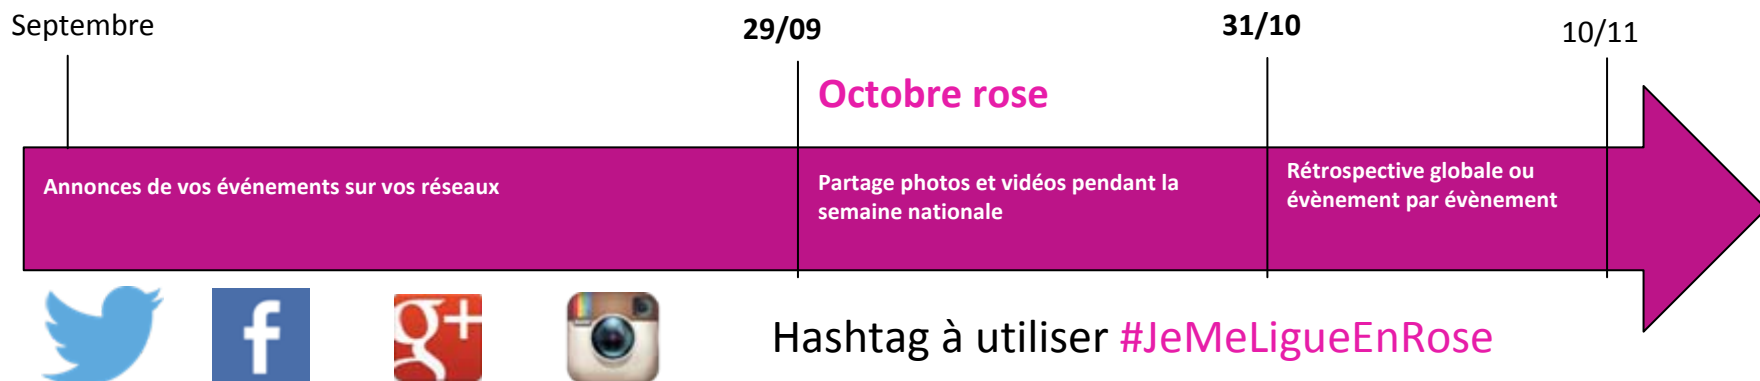 Septembre
29/09
31/10
10/11
Octobre rose
Annonces de vos événements sur vos réseaux
Partage photos et vidéos pendant la
semaine nationale
Rétrospective globale ou
évènement par évènement
f
g+
Hashtag à utiliser #JeMeLigueEnRose